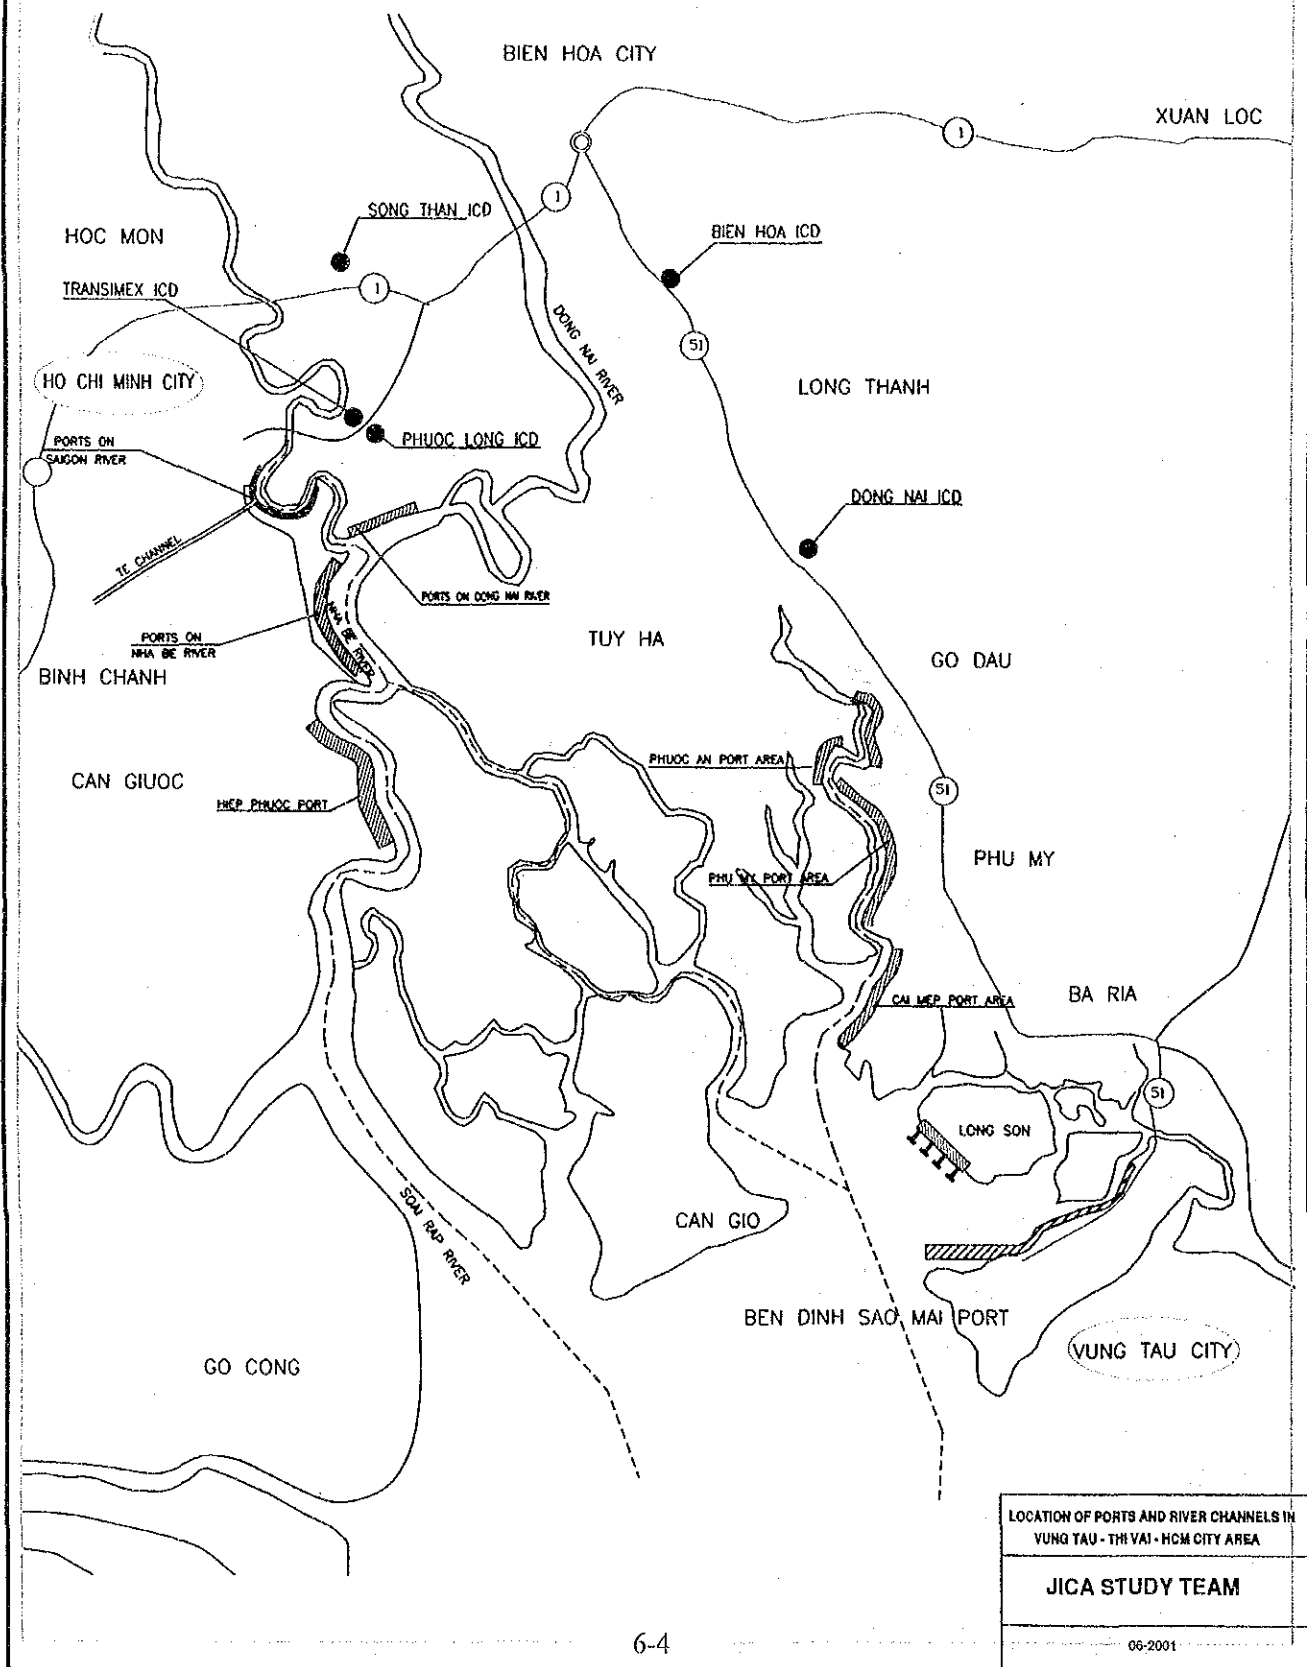 BIEN HOA CITY
XUAN LOC
1
1
SONG THAN ICD
HOC MON
BIEN HOA ICD
TRANSIMEX ICD
1
DONG NAI RIVER
51
HO CHI MINH CITY
LONG THANH
PORTS ON
SAIGON RIVER
PHUOC LONG ICD
DONG NAI ICD
TE CHANNEL
PORTS ON DONG NAI RIVER
NHA BE RIVER
PORTS ON
NHA BE RIVER
TUY HA
GO DAU
BINH CHANH
PHUOC AN PORT AREA
CAN GIUOC
51
HIEP PHUOC PORT
PHU MY
PHU MY PORT AREA
BA RIA
CAI MEP PORT AREA
51
LONG SON
SOAI RAP RIVER
CAN GIO
BEN DINH SAO MAI PORT
VUNG TAU CITY
GO CONG
LOCATION OF PORTS AND RIVER CHANNELS IN
VUNG TAU - THI VAI - HCM CITY AREA
JICA STUDY TEAM
06-2001
6-4